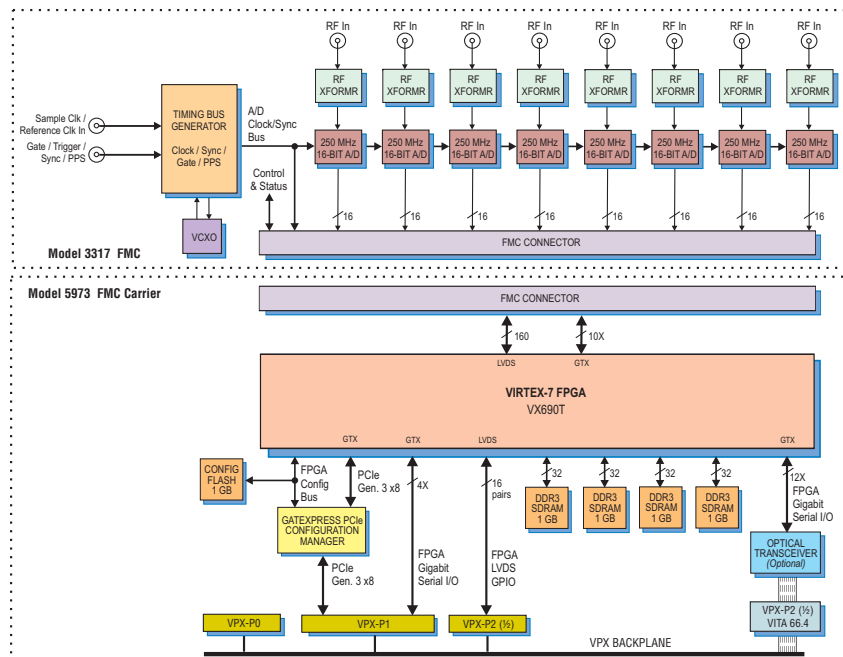 RF In RF In RF In RF In RF In RF In RF In RF In
RF XFORMR RF XFORMR RF XFORMR RF XFORMR RF XFORMR RF XFORMR RF XFORMR RF XFORMR
TIMING BUS
GENERATOR
Clock / Sync /
Gate / PPS
A/D
Clock/Sync
Bus
Sample Clk /
Reference Clk In
Gate / Trigger /
Sync / PPS
250 MHz 16-BIT A/D 250 MHz 16-BIT A/D 250 MHz 16-BIT A/D 250 MHz 16-BIT A/D 250 MHz 16-BIT A/D 250 MHz 16-BIT A/D 250 MHz 16-BIT A/D 250 MHz 16-BIT A/D
Control
& Status
16 16 16 16 16 16 16 16
VCXO
FMC CONNECTOR
Model 3317 FMC
Model 5973 FMC Carrier
FMC CONNECTOR
160 10X
LVDS GTX
VIRTEX-7 FPGA
VX690T
GTX GTX LVDS GTX
CONFIG
FLASH
1 GB
FPGA
Config
Bus
PCIe
Gen. 3 x8
4X
16
pairs
32 32 32 32
12X
FPGA
Gigabit
Serial I/O
DDR3 SDRAM 1 GB DDR3 SDRAM 1 GB DDR3 SDRAM 1 GB DDR3 SDRAM 1 GB
GATEXPRESS PCIe
CONFIGURATION
MANAGER
OPTICAL
TRANSCEIVER
(Optional)
PCIe
Gen. 3 x8
FPGA
Gigabit
Serial I/O
FPGA
LVDS
GPIO
VPX-P0 VPX-P1 VPX-P2 (½)
VPX-P2 (½)
VITA 66.4
VPX BACKPLANE